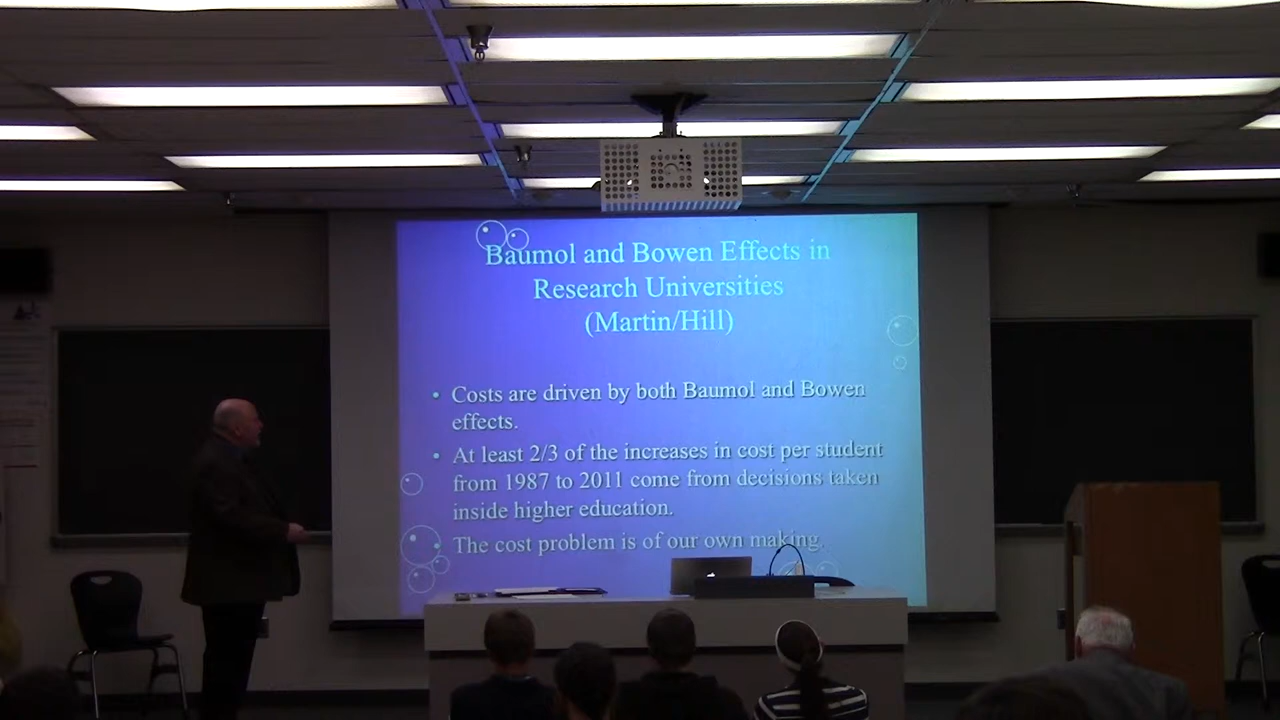 Baumol and Bowen Effects in
Research Universities
(Martin/Hill)
• Costs are driven by both Baumol and Bowen
effects.
• At least 2/3 of the increases in cost per student
from 1987 to 2011 come from decisions taken
inside higher education.
• The cost problem is of our own making.